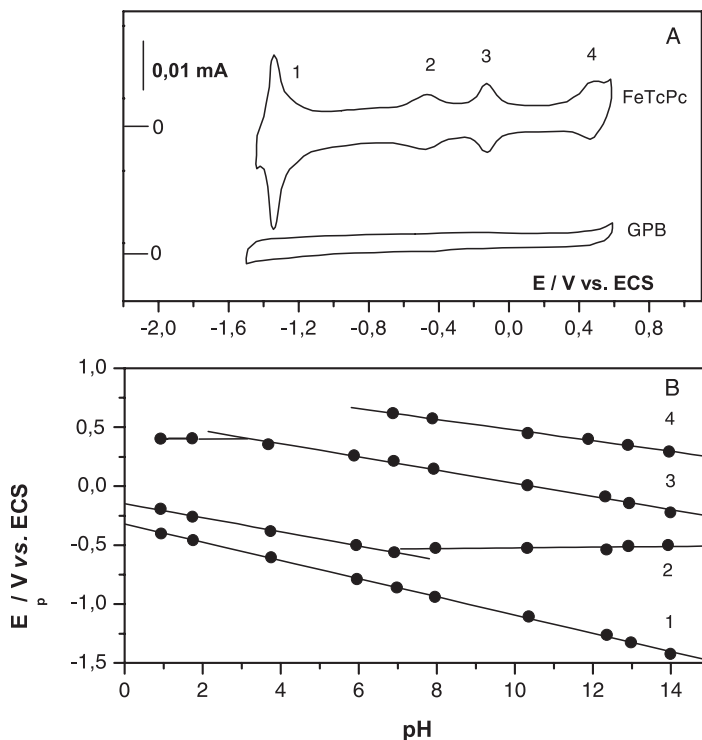 A
0,01 mA
1
2
3
4
FeTcPc
0
GPB
0
E / V vs. ECS
-2,0 -1,6 -1,2 -0,8 -0,4 0,0 0,4 0,8
B
1,0
0,5
0,0
-0,5
-1,0
-1,5
E p / V vs. ECS
4
3
2
1
0 2 4 6 8 10 12 14
pH